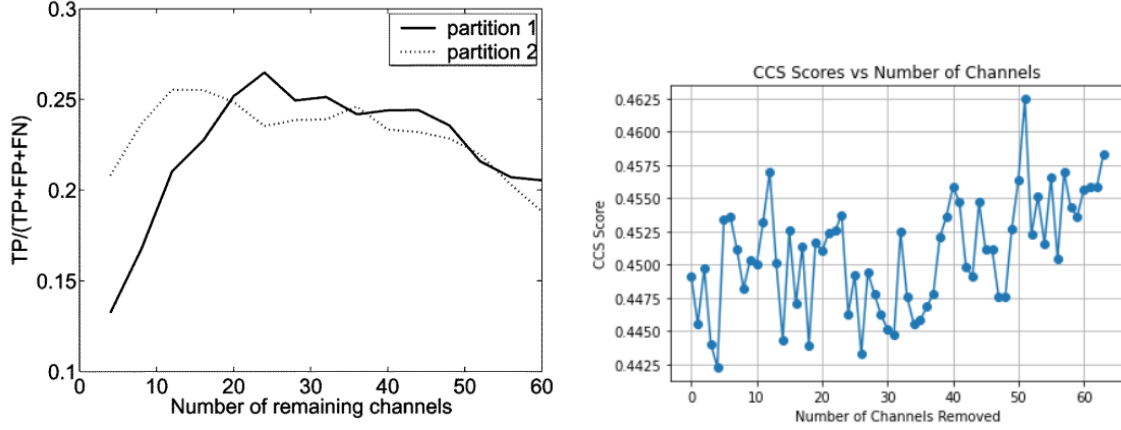 0.3
partition 1
partition 2
0.25
0.2
0.15
0.1
TP/(TP+FP+FN)
0 10 20 30 40 50 60
Number of remaining channels
CCS Scores vs Number of Channels
0.4625
0.4600
0.4575
0.4550
0.4525
0.4500
0.4475
0.4450
0.4425
CCS Score
0 10 20 30 40 50 60
Number of Channels Removed